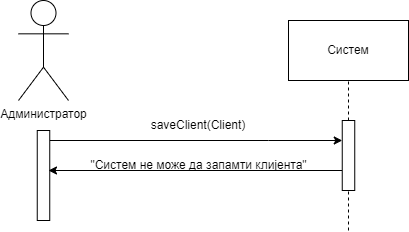 Систем
Администратор
saveClient(Client)
"Систем не може да запамти клијента"